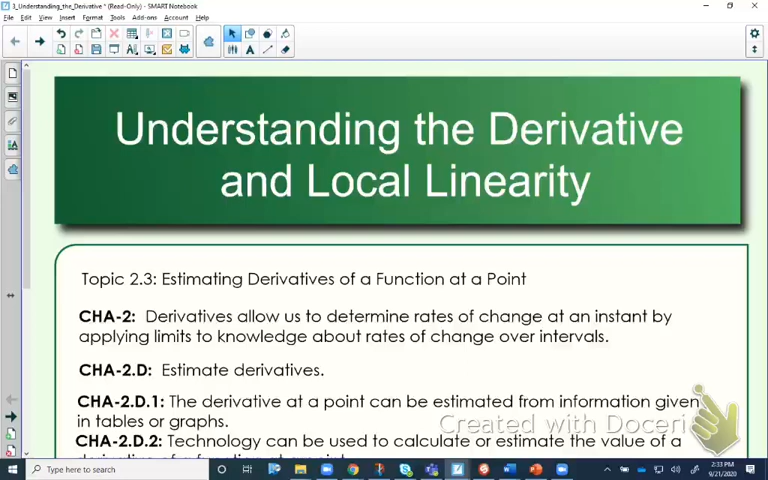 3_Understanding_the_Derivative * (Read-Only) - SMART Notebook
File Edit View Insert Format Tools Add-ons Account Help
Understanding the Derivative
and Local Linearity
Topic 2.3: Estimating Derivatives of a Function at a Point
CHA-2: Derivatives allow us to determine rates of change at an instant by
applying limits to knowledge about rates of change over intervals.
CHA-2.D: Estimate derivatives.
CHA-2.D.1: The derivative at a point can be estimated from information given
in tables or graphs.
Created with Doceri
CHA-2.D.2: Technology can be used to calculate or estimate the value of a
derivative of a function at a point.
Type here to search
2:33 PM
9/21/2020